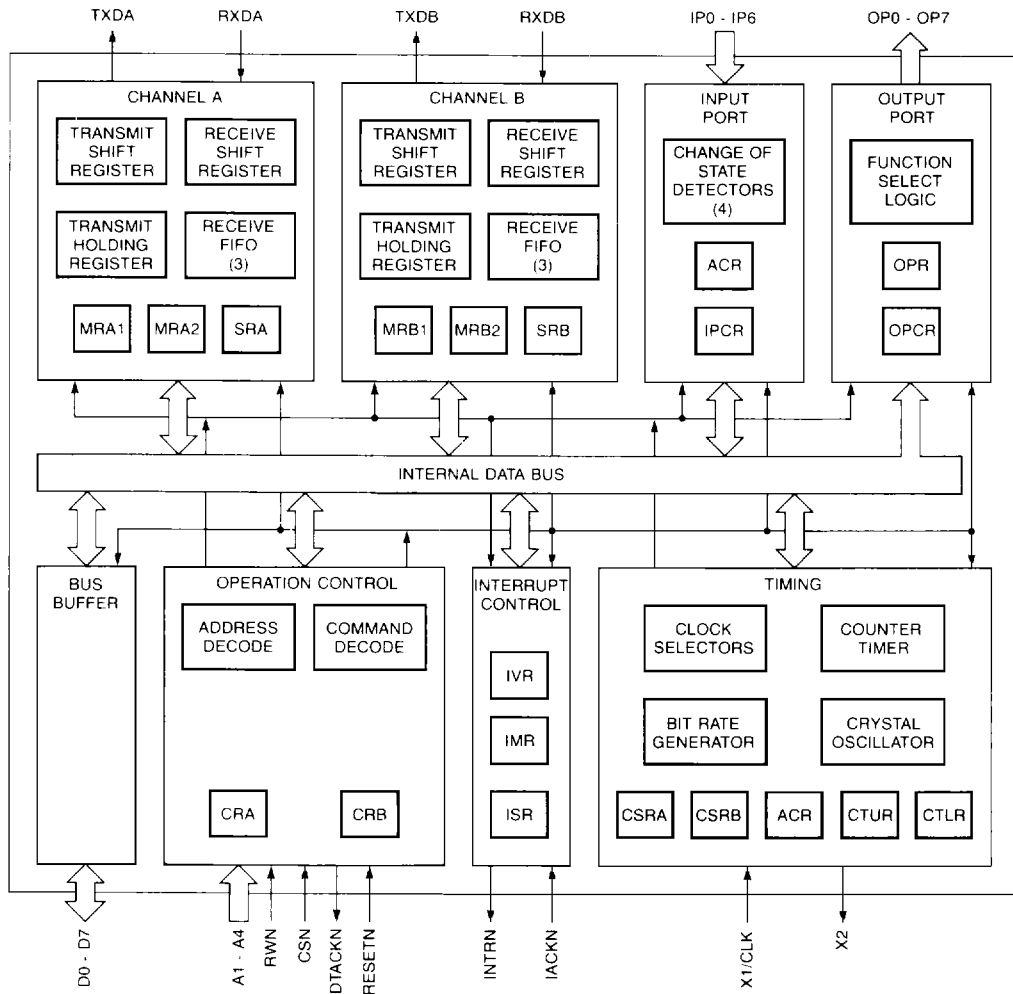 TXDA
RXDA
TXDB
RXDB
IP0 - IP6
OP0 - OP7
CHANNEL A
TRANSMIT
SHIFT
REGISTER
RECEIVE
SHIFT
REGISTER
TRANSMIT
HOLDING
REGISTER
RECEIVE
FIFO
(3)
MRA1
MRA2
SRA
CHANNEL B
TRANSMIT
SHIFT
REGISTER
RECEIVE
SHIFT
REGISTER
TRANSMIT
HOLDING
REGISTER
RECEIVE
FIFO
(3)
MRB1
MRB2
SRB
INPUT
PORT
CHANGE OF
STATE
DETECTORS
(4)
ACR
IPCR
OUTPUT
PORT
FUNCTION
SELECT
LOGIC
OPR
OPCR
INTERNAL DATA BUS
BUS
BUFFER
OPERATION CONTROL
ADDRESS
DECODE
COMMAND
DECODE
CRA
CRB
INTERRUPT
CONTROL
IVR
IMR
ISR
TIMING
CLOCK
SELECTORS
COUNTER
TIMER
BIT RATE
GENERATOR
CRYSTAL
OSCILLATOR
CSRA
CSRB
ACR
CTUR
CTLR
D0 - D7
A1 - A4
RWN
CSN
DTACKN
RESETN
INTRN
IACKN
X1/CLK
X2